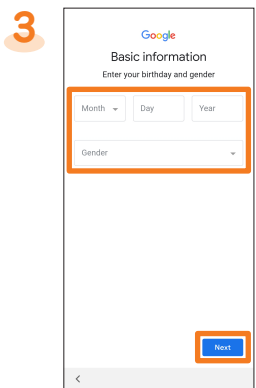 3
Google
Basic information
Enter your birthday and gender
Month Day Year
Gender
Next